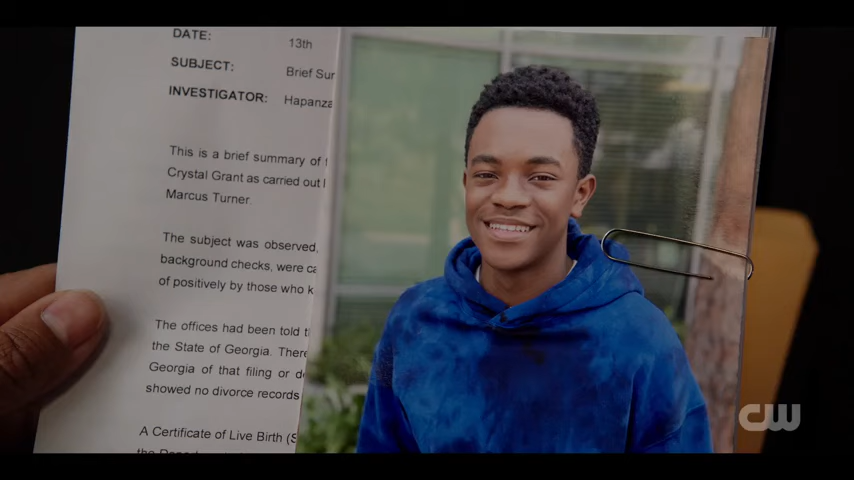 DATE: 13th
SUBJECT: Brief Sur
INVESTIGATOR: Hapanza
This is a brief summary of
Crystal Grant as carried out
Marcus Turner.
The subject was observed,
background checks, were ca
of positively by those who k
The offices had been told t
the State of Georgia. There
Georgia of that filing or de
showed no divorce records
A Certificate of Live Birth (S
CW